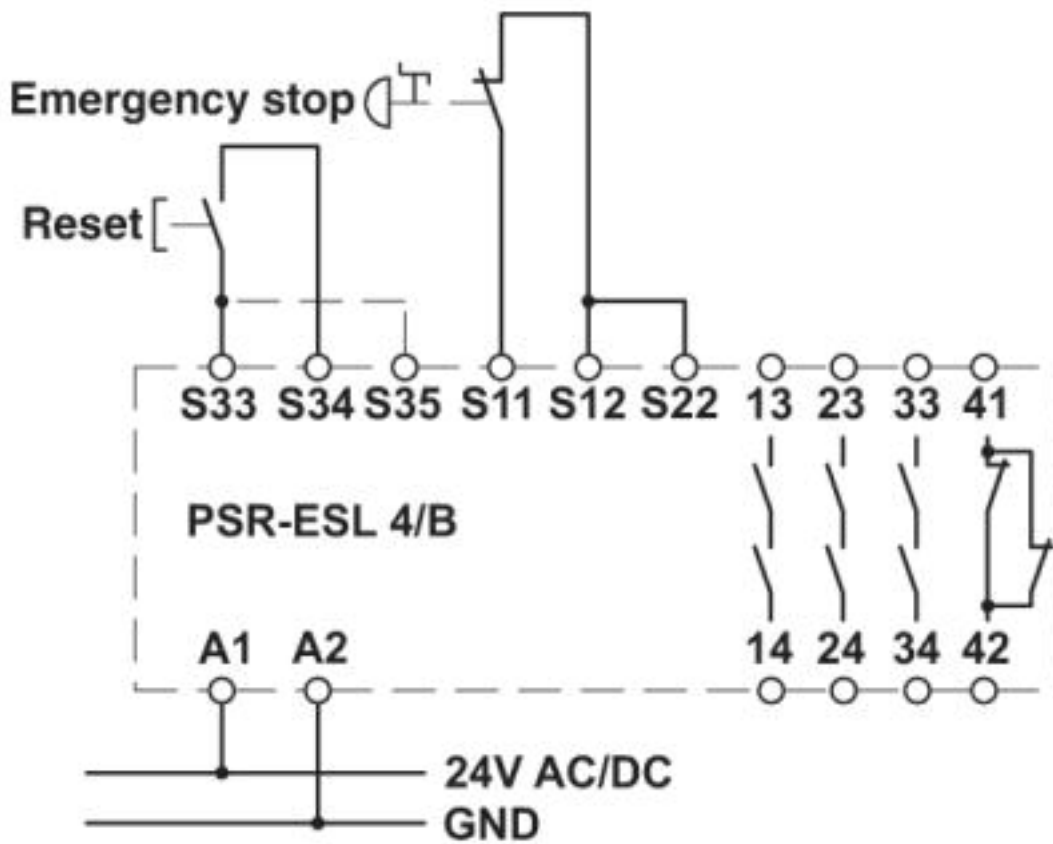 Emergency stop
Reset
S33 S34 S35 S11 S12 S22 13 23 33 41
PSR-ESL 4/B
A1 A2 14 24 34 42
24V AC/DC
GND